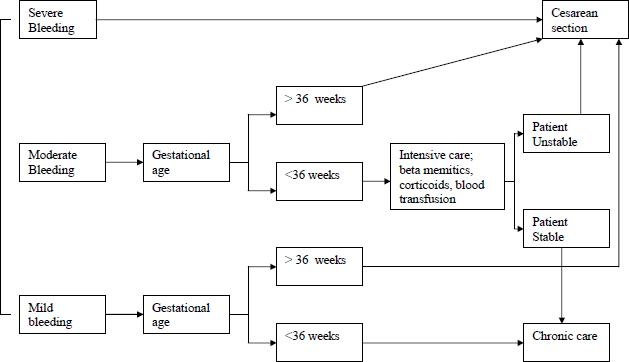 Severe
Bleeding
Cesarean
section
> 36 weeks
Moderate
Bleeding
Gestational
age
<36 weeks
Intensive care;
beta memitics,
corticoids, blood
transfusion
Patient
Unstable
Patient
Stable
> 36 weeks
Mild
bleeding
Gestational
age
<36 weeks
Chronic care